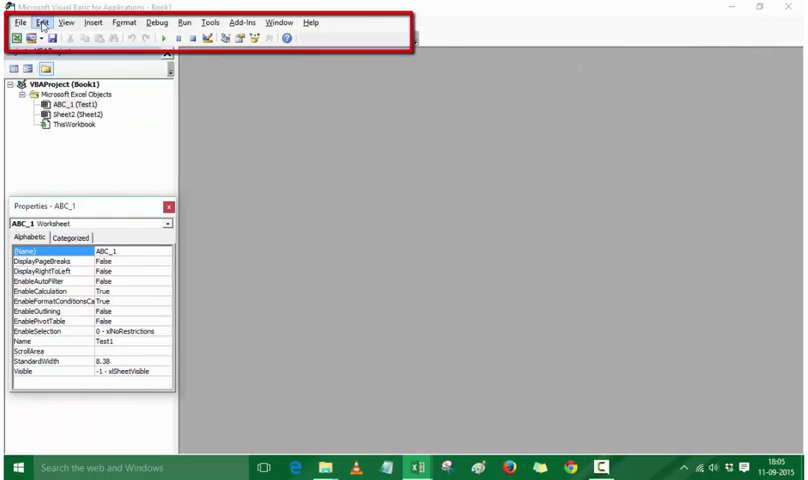 Microsoft Visual Basic for Applications - Book1
File Edit View Insert Format Debug Run Tools Add-Ins Window Help
VBAProject (Book1)
Microsoft Excel Objects
ABC_1 (Test1)
Sheet2 (Sheet2)
ThisWorkbook
Properties - ABC_1
ABC_1 Worksheet
Alphabetic Categorized
(Name) ABC_1
DisplayPageBreaks False
DisplayRightToLeft False
EnableAutoFilter False
EnableCalculation True
EnableFormatConditionsCa True
EnableOutlining False
EnablePivotTable False
EnableSelection 0 - xlNoRestrictions
Name Test1
ScrollArea
StandardWidth 8.38
Visible -1 - xlSheetVisible
Search the web and Windows
18:05
11-09-2015